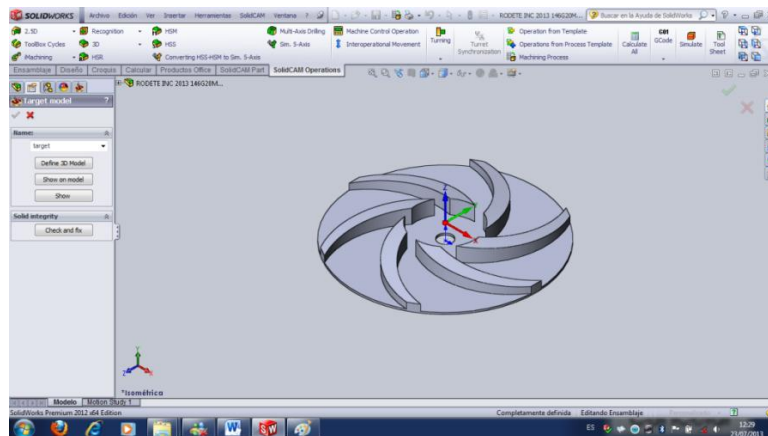 SOLIDWORKS Archivo Edición Ver Insertar Herramientas SolidCAM Ventana ? RODETE INC 2013 146G20M... Buscar en la Ayuda de SolidWorks
2.5D Recognition HSM Multi-Axis Drilling Machine Control Operation Turning Turret Synchronization Operation from Template Calculate All GCode Simulate Tool Sheet
ToolBox Cycles 3D HSS Sim. 5-Axis Interoperational Movement Operations from Process Template
Machining HSR Converting HSS-HSM to Sim. 5-Axis Machining Process
Ensamblaje Diseño Croquis Calcular Productos Office SolidCAM Part SolidCAM Operations
RODETE INC 2013 146G20M...
Target model ?
Name:
target
Define 3D Model
Show on model
Show
Solid integrity
Check and fix
Z
Y
X
Y
Z
X
*Isométrica
Modelo Motion Study 1
SolidWorks Premium 2012 x64 Edition Completamente definida Editando Ensamblaje
ES 12:29
23/07/2013